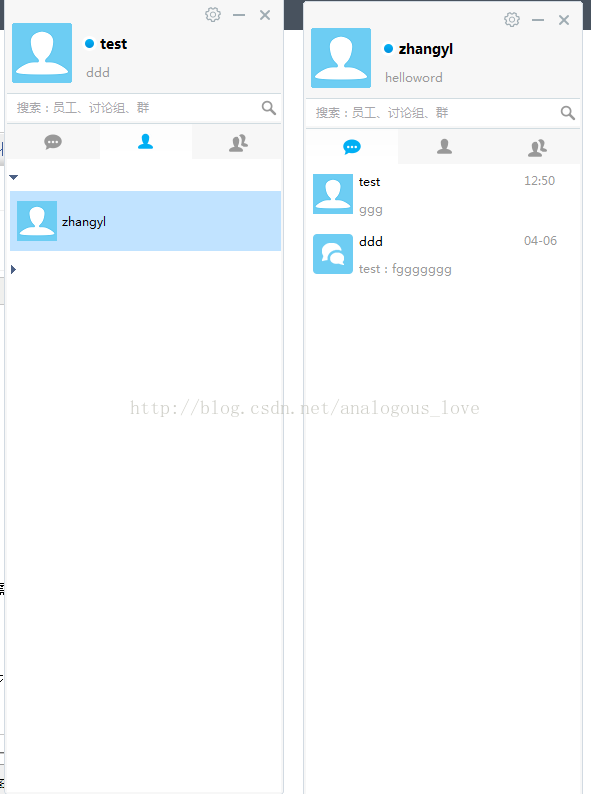 test
ddd
搜索：员工、讨论组、群
zhangyl
zhangyl
helloword
搜索：员工、讨论组、群
test 12:50
ggg
ddd 04-06
test : fggggggg
http://blog.csdn.net/analogous_love